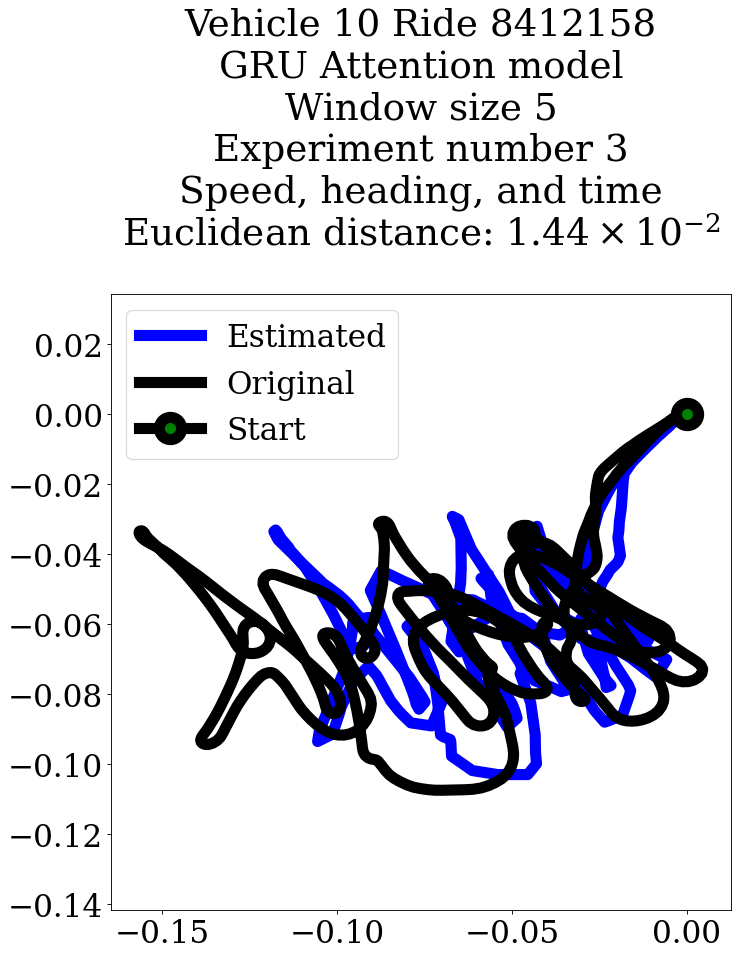 Vehicle 10 Ride 8412158
GRU Attention model
Window size 5
Experiment number 3
Speed, heading, and time
Euclidean distance: 1.44 × 10⁻²
Estimated
Original
Start
0.02
0.00
−0.02
−0.04
−0.06
−0.08
−0.10
−0.12
−0.14
−0.15
−0.10
−0.05
0.00